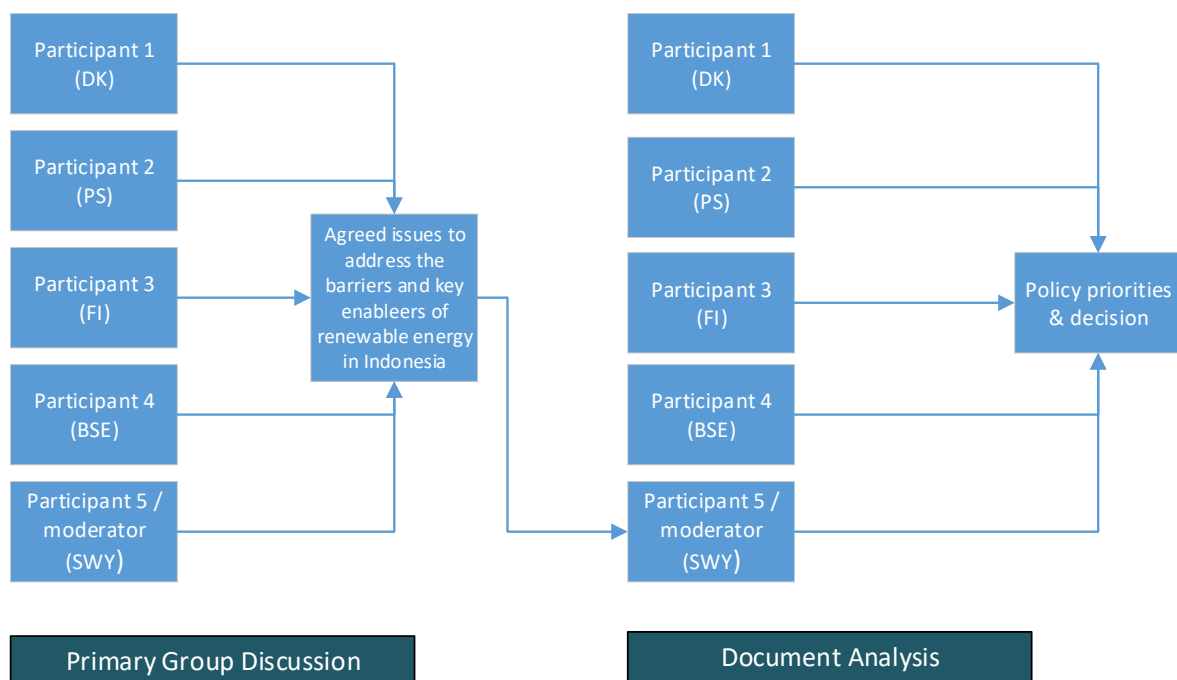 Participant 1
(DK)
Participant 2
(PS)
Participant 3
(FI)
Participant 4
(BSE)
Participant 5 /
moderator
(SWY)
Agreed issues to
address the
barriers and key
enableers of
renewable energy
in Indonesia
Primary Group Discussion
Participant 1
(DK)
Participant 2
(PS)
Participant 3
(FI)
Participant 4
(BSE)
Participant 5 /
moderator
(SWY)
Policy priorities
& decision
Document Analysis